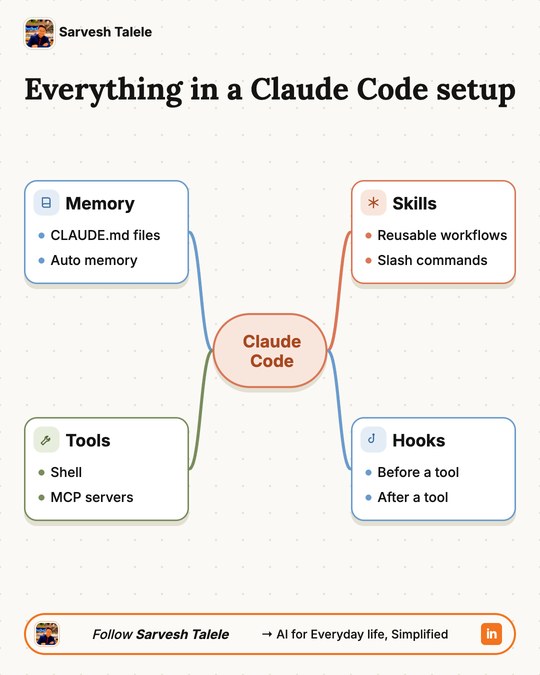 Sarvesh Talele
Everything in a Claude Code setup
Memory
CLAUDE.md files
Auto memory
Skills
Reusable workflows
Slash commands
Claude
Code
Tools
Shell
MCP servers
Hooks
Before a tool
After a tool
Follow Sarvesh Talele → AI for Everyday life, Simplified in